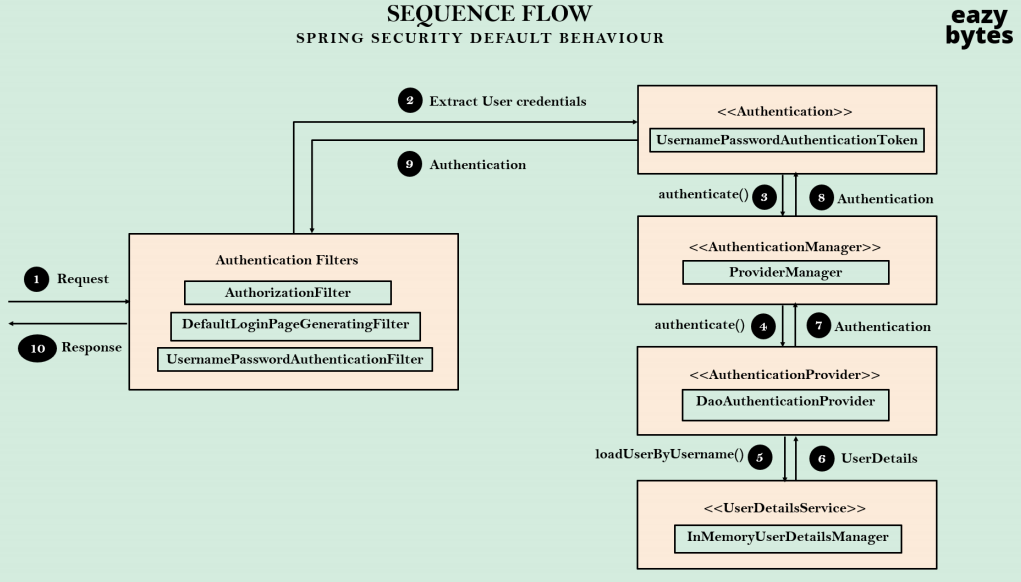 SEQUENCE FLOW
SPRING SECURITY DEFAULT BEHAVIOUR
eazy
bytes
2 Extract User credentials
9 Authentication
<<Authentication>>
UsernamePasswordAuthenticationToken
authenticate() 3
8 Authentication
<<AuthenticationManager>>
ProviderManager
1 Request
10 Response
Authentication Filters
AuthorizationFilter
DefaultLoginPageGeneratingFilter
UsernamePasswordAuthenticationFilter
authenticate() 4
7 Authentication
<<AuthenticationProvider>>
DaoAuthenticationProvider
loadUserByUsername() 5
6 UserDetails
<<UserDetailsService>>
InMemoryUserDetailsManager